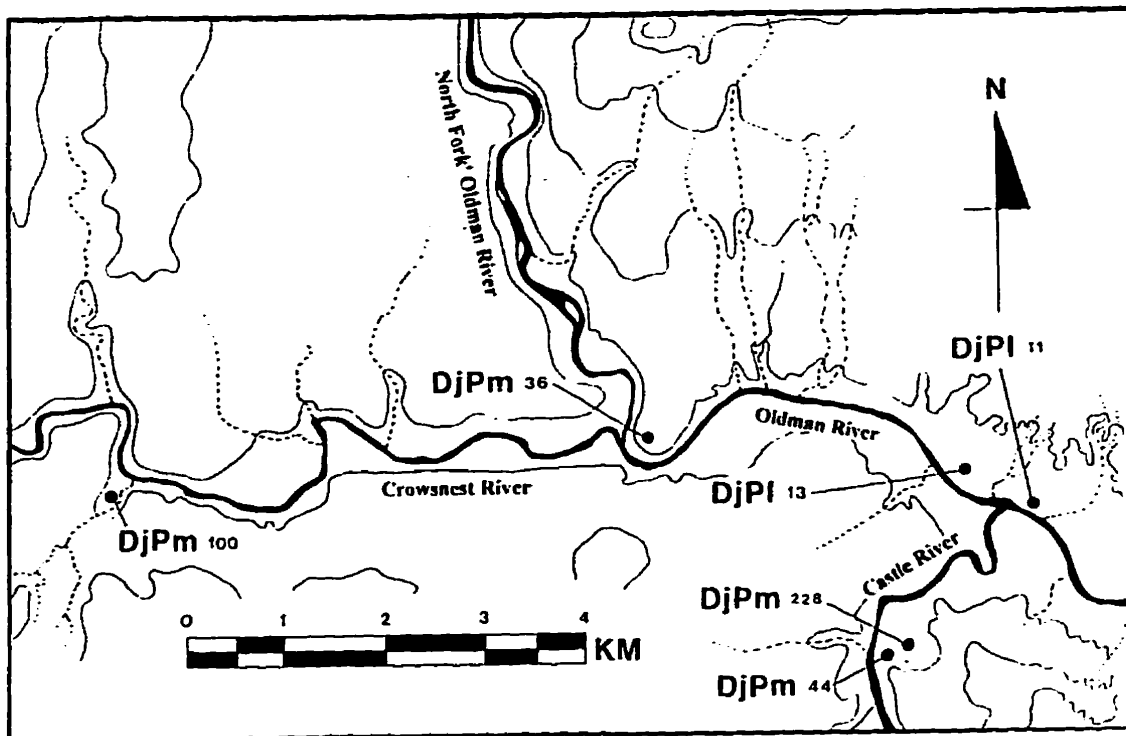 North Fork' Oldman River
N
DjPl 11
DjPm 36
Oldman River
DjPl 13
Crowsnest River
DjPm 100
Castle River
DjPm 228
DjPm 44
0 1 2 3 4
KM